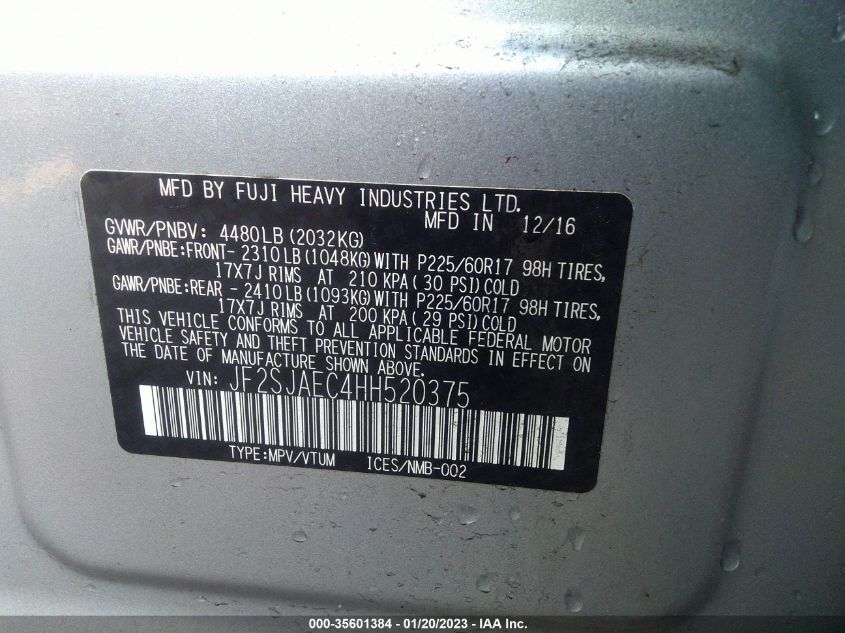 MFD BY FUJI HEAVY INDUSTRIES LTD.
MFD IN 12/16
GVWR/PNBV: 4480LB (2032KG)
GAWR/PNBE:FRONT- 2310LB (1048KG) WITH P225/60R17 98H TIRES,
17X7J RIMS AT 210 KPA ( 30 PSI) COLD
GAWR/PNBE:REAR - 2410LB (1093KG) WITH P225/60R17 98H TIRES,
17X7J RIMS AT 200 KPA ( 29 PSI) COLD
THIS VEHICLE CONFORMS TO ALL APPLICABLE FEDERAL MOTOR
VEHICLE SAFETY AND THEFT PREVENTION STANDARDS IN EFFECT ON
THE DATE OF MANUFACTURE SHOWN ABOVE.
VIN: JF2SJAEC4HH520375
TYPE:MPV/VTUM ICES/NMB-002
000-35601384 - 01/20/2023 - IAA Inc.